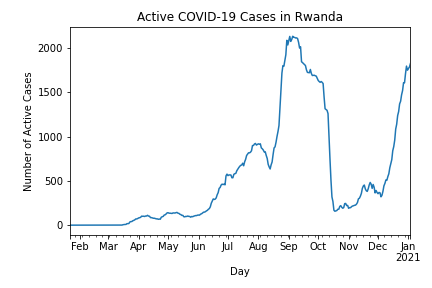 Active COVID-19 Cases in Rwanda
Number of Active Cases
2000
1500
1000
500
0
Feb Mar Apr May Jun Jul Aug Sep Oct Nov Dec Jan
2021
Day